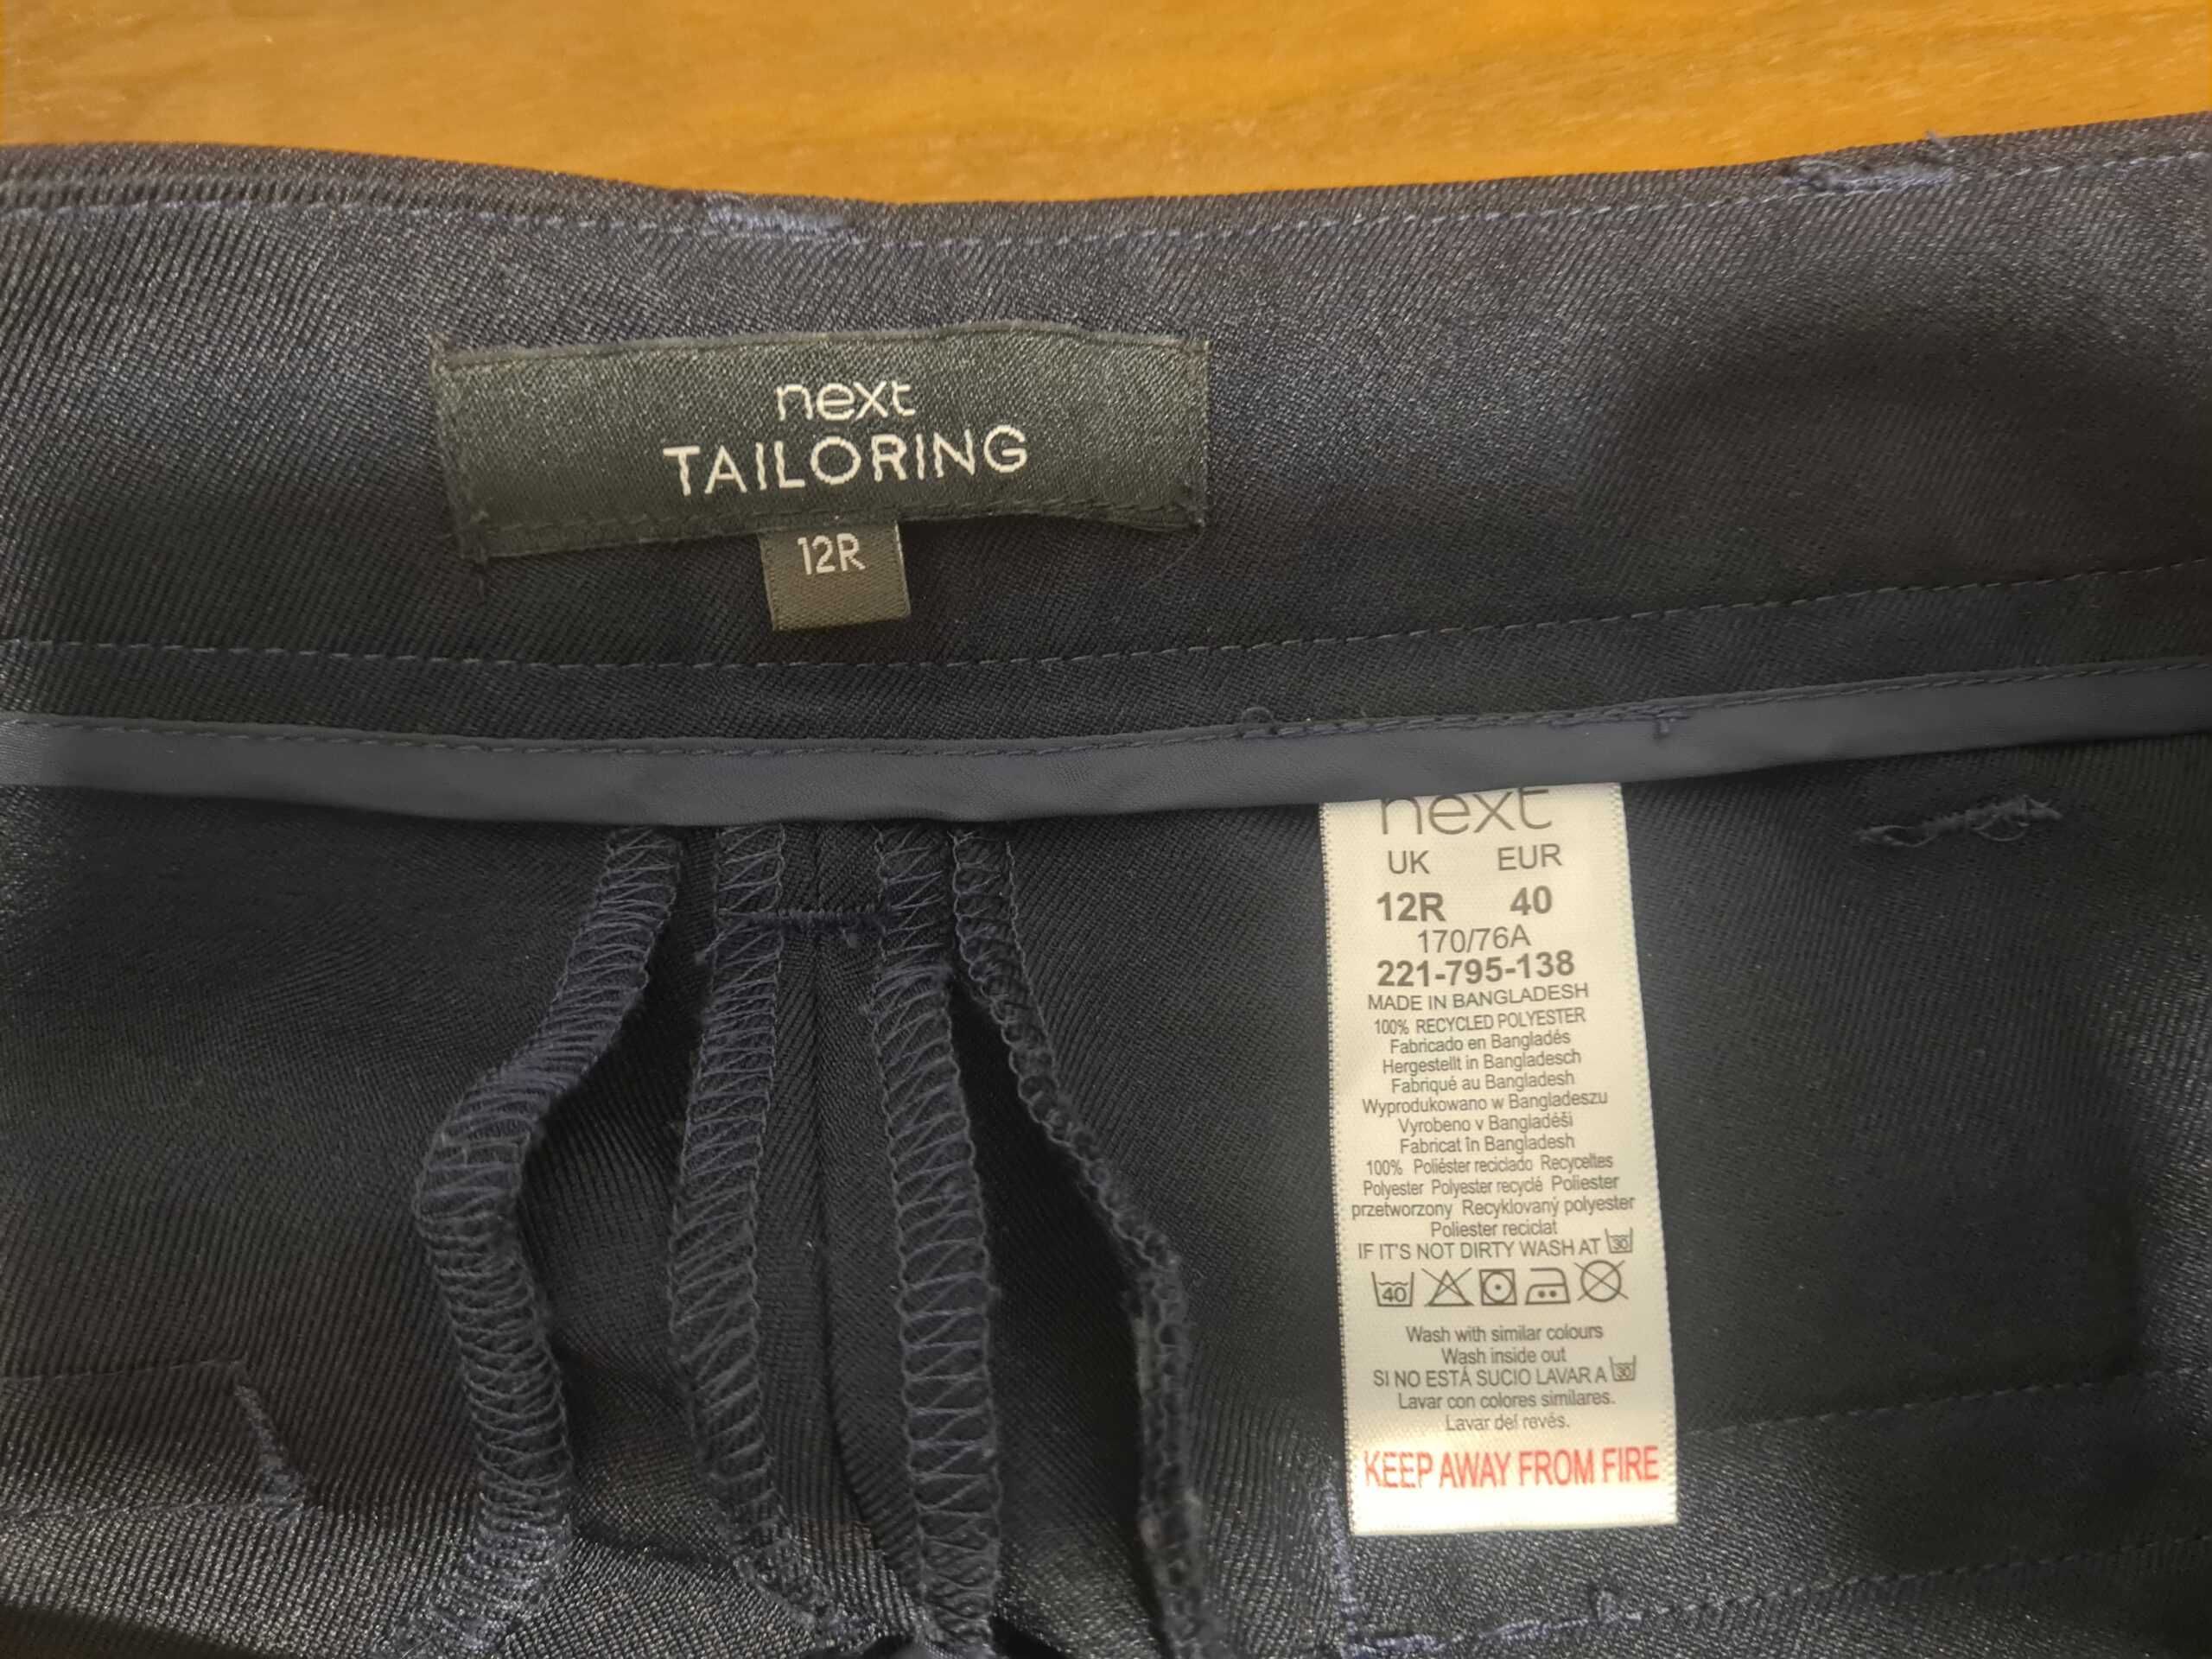 next
TAILORING
12R
next
UK EUR
12R 40
170/76A
221-795-138
MADE IN BANGLADESH
100% RECYCLED POLYESTER
Fabricado en Bangladés
Hergestellt in Bangladesch
Fabriqué au Bangladesh
Wyprodukowano w Bangladeszu
Vyrobeno v Bangladéši
Fabricat în Bangladesh
100% Poliéster reciclado Recyceltes
Polyester Polyester recyclé Poliester
przetworzony Recyklovaný polyester
Poliester reciclat
IF IT'S NOT DIRTY WASH AT 30
40
Wash with similar colours
Wash inside out
SI NO ESTÁ SUCIO LAVAR A 30
Lavar con colores similares.
Lavar del revés.
KEEP AWAY FROM FIRE